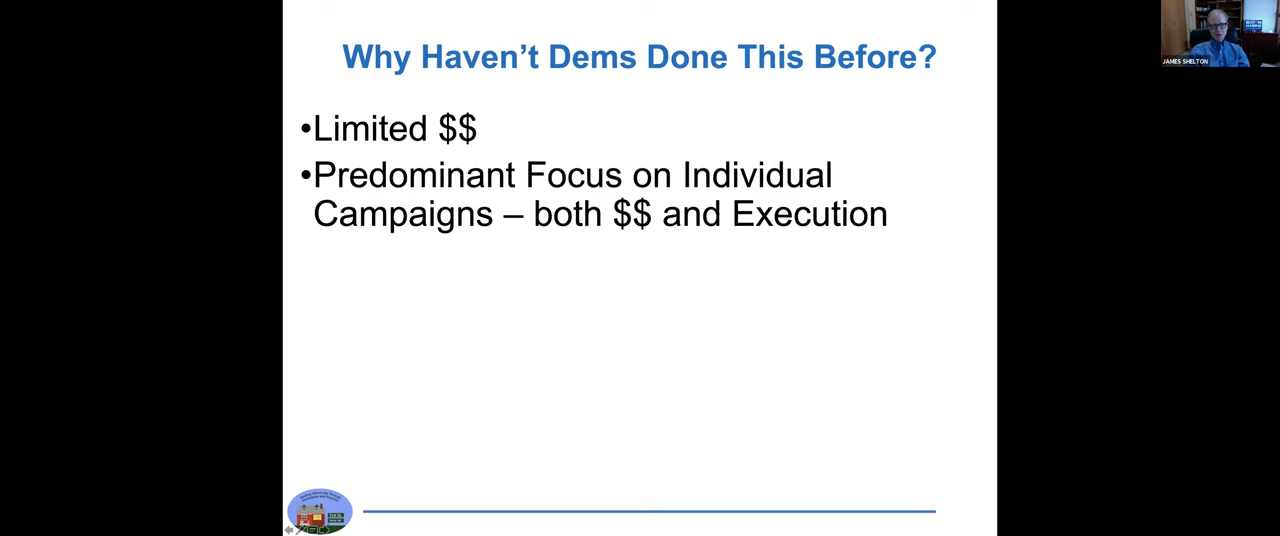 Why Haven't Dems Done This Before?
JAMES SHELTON
•Limited $$
•Predominant Focus on Individual
Campaigns – both $$ and Execution